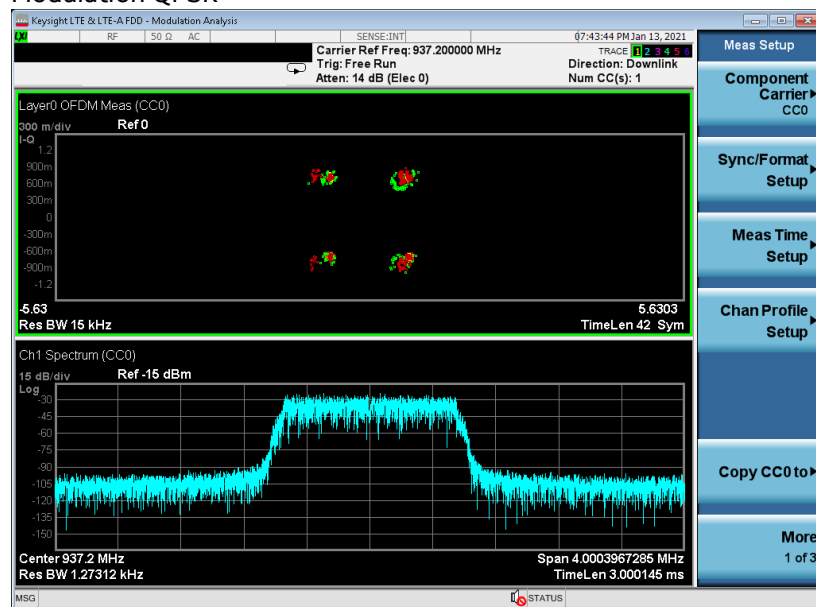 Modulation QPSK
Keysight LTE & LTE-A FDD - Modulation Analysis
LXI RF 50 Ω AC SENSE:INT 07:43:44 PM Jan 13, 2021
Carrier Ref Freq: 937.200000 MHz TRACE 1 2 3 4 5 6
Trig: Free Run Direction: Downlink
Atten: 14 dB (Elec 0) Num CC(s): 1
Meas Setup
Component
Carrier
CC0
Sync/Format
Setup
Meas Time
Setup
Chan Profile
Setup
Copy CC0 to
More
1 of 3
Layer0 OFDM Meas (CC0)
300 m/div Ref 0
I-Q
1.2
900m
600m
300m
0
-300m
-600m
-900m
-1.2
-5.63 5.6303
Res BW 15 kHz TimeLen 42 Sym
Ch1 Spectrum (CC0)
15 dB/div Ref -15 dBm
Log
-30
-45
-60
-75
-90
-105
-120
-135
-150
Center 937.2 MHz Span 4.0003967285 MHz
Res BW 1.27312 kHz TimeLen 3.000145 ms
MSG STATUS